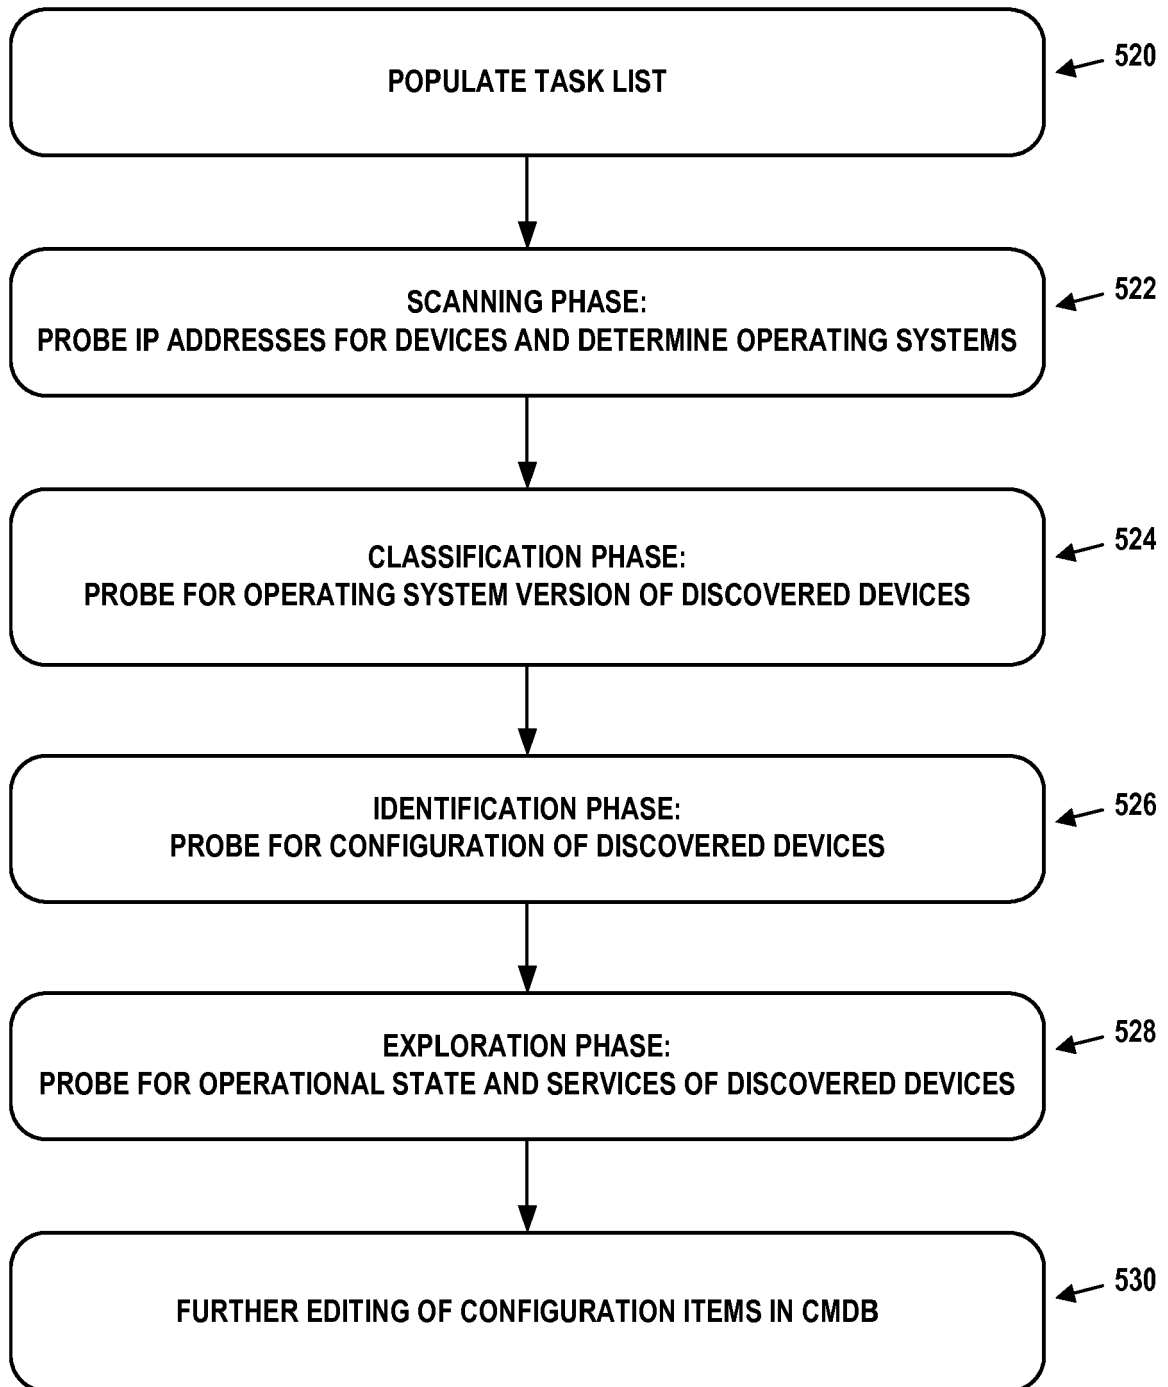 POPULATE TASK LIST
520
SCANNING PHASE:
PROBE IP ADDRESSES FOR DEVICES AND DETERMINE OPERATING SYSTEMS
522
CLASSIFICATION PHASE:
PROBE FOR OPERATING SYSTEM VERSION OF DISCOVERED DEVICES
524
IDENTIFICATION PHASE:
PROBE FOR CONFIGURATION OF DISCOVERED DEVICES
526
EXPLORATION PHASE:
PROBE FOR OPERATIONAL STATE AND SERVICES OF DISCOVERED DEVICES
528
FURTHER EDITING OF CONFIGURATION ITEMS IN CMDB
530